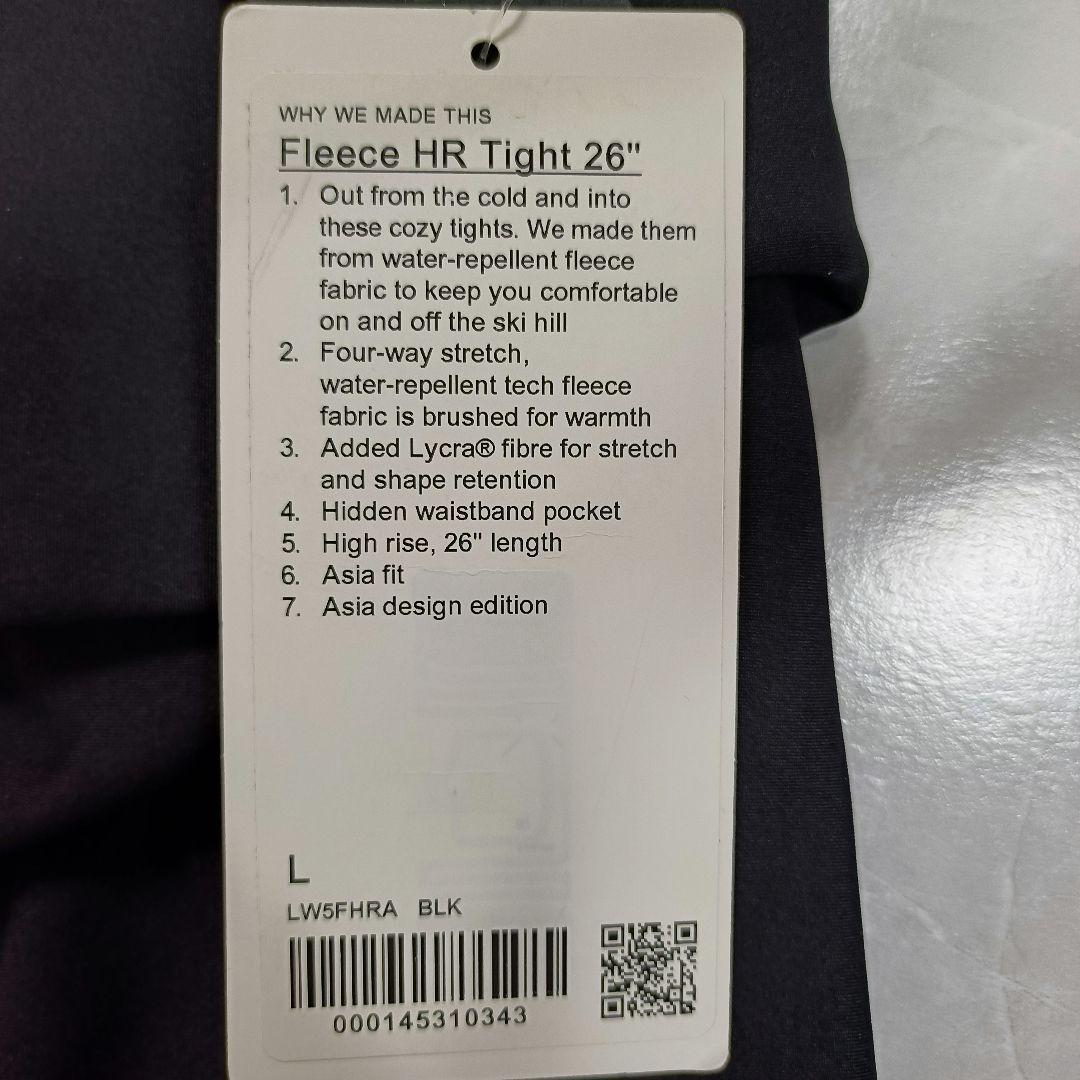 WHY WE MADE THIS
Fleece HR Tight 26"
1. Out from the cold and into
these cozy tights. We made them
from water-repellent fleece
fabric to keep you comfortable
on and off the ski hill
2. Four-way stretch,
water-repellent tech fleece
fabric is brushed for warmth
3. Added Lycra® fibre for stretch
and shape retention
4. Hidden waistband pocket
5. High rise, 26" length
6. Asia fit
7. Asia design edition
L
LW5FHRA BLK
000145310343